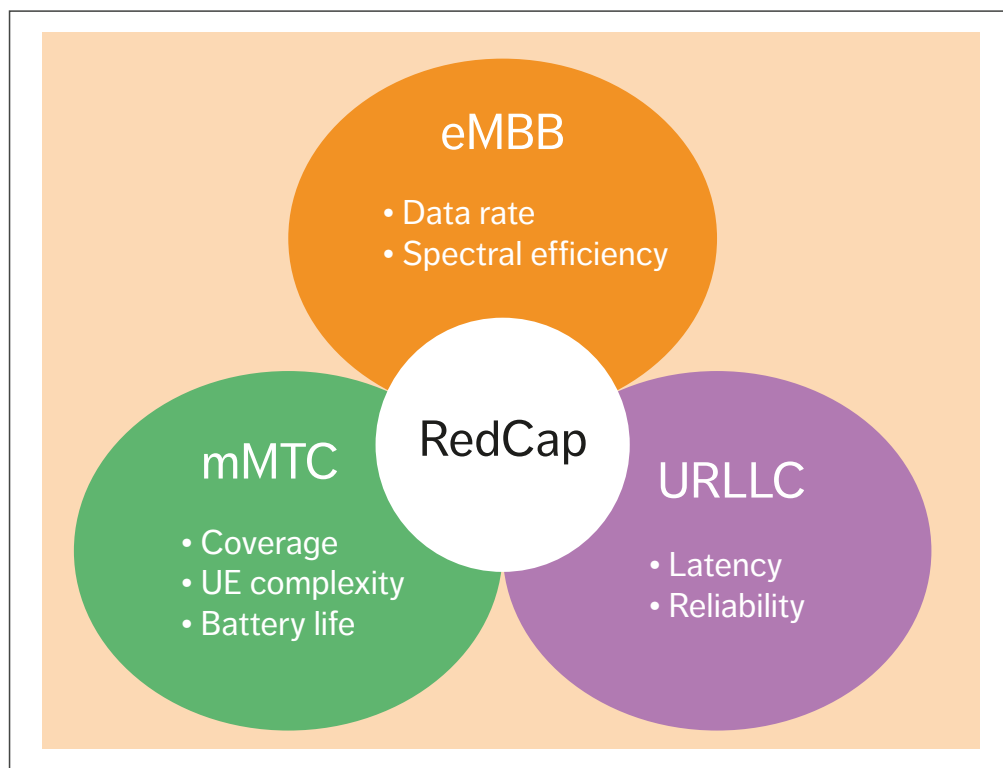 eMBB
• Data rate
• Spectral efficiency
RedCap
mMTC
• Coverage
• UE complexity
• Battery life
URLLC
• Latency
• Reliability